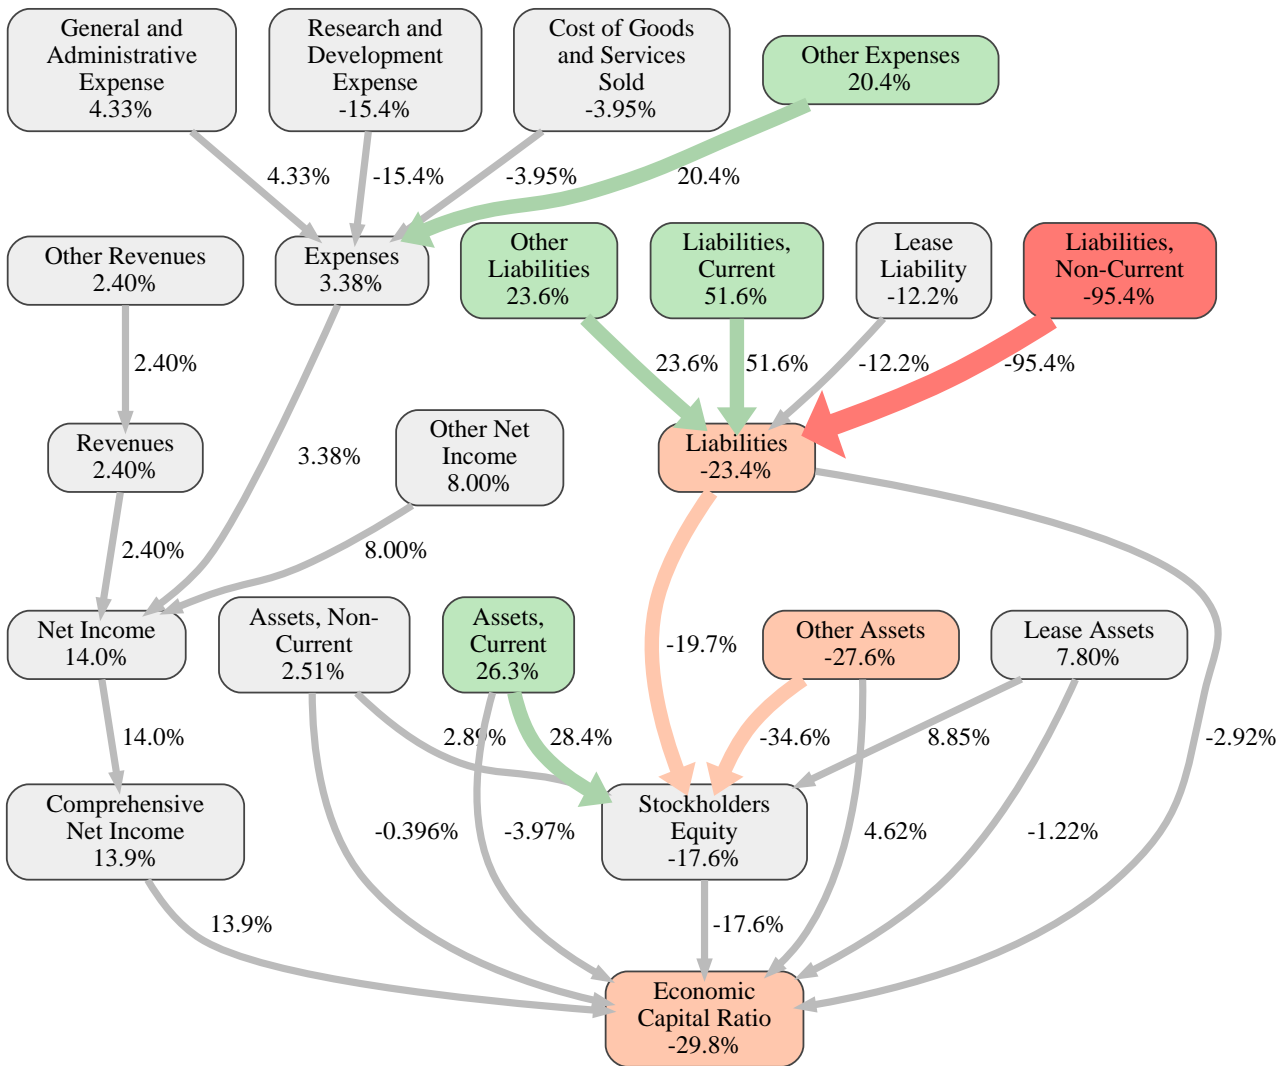 General and
Administrative
Expense
4.33%
Research and
Development
Expense
-15.4%
Cost of Goods
and Services
Sold
-3.95%
Other Expenses
20.4%
4.33%
-15.4%
-3.95%
20.4%
Other Revenues
2.40%
Expenses
3.38%
Other
Liabilities
23.6%
Liabilities,
Current
51.6%
Lease
Liability
-12.2%
Liabilities,
Non-Current
-95.4%
2.40%
23.6%
51.6%
-12.2%
-95.4%
Revenues
2.40%
3.38%
Other Net
Income
8.00%
Liabilities
-23.4%
2.40%
8.00%
Net Income
14.0%
Assets, Non-
Current
2.51%
Assets,
Current
26.3%
-19.7%
Other Assets
-27.6%
Lease Assets
7.80%
14.0%
2.89%
28.4%
-34.6%
8.85%
-2.92%
Comprehensive
Net Income
13.9%
-0.396%
-3.97%
Stockholders
Equity
-17.6%
4.62%
-1.22%
13.9%
-17.6%
Economic
Capital Ratio
-29.8%